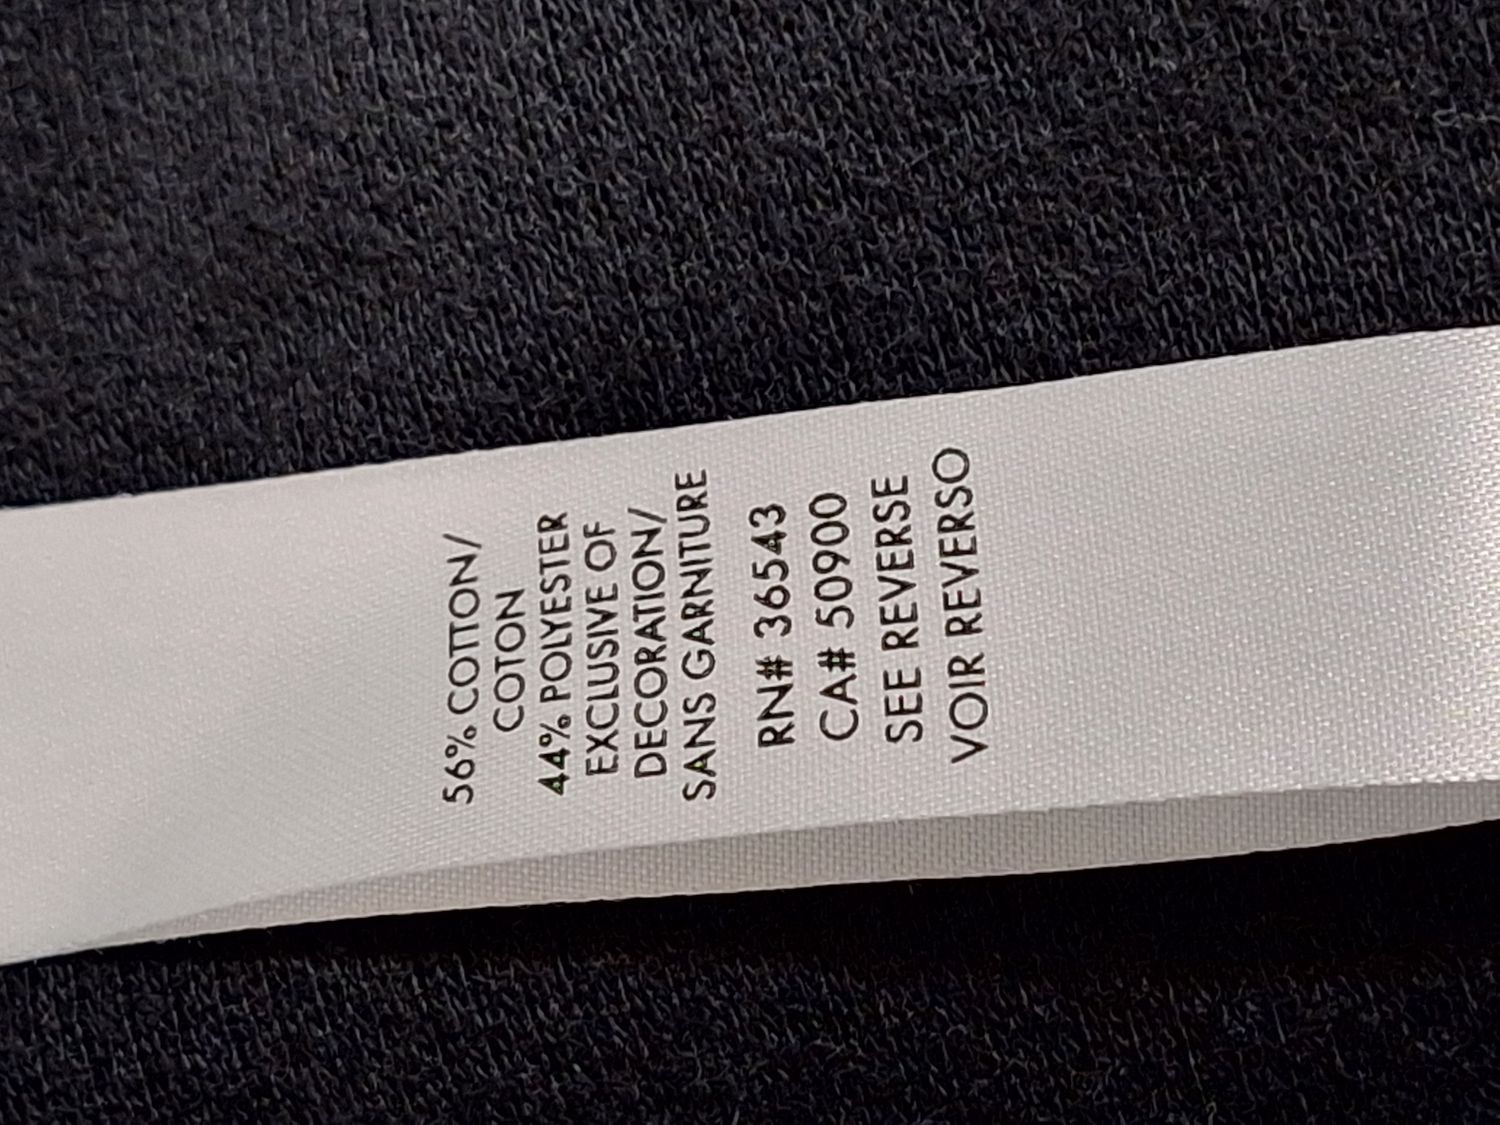 56% COTTON/
COTON
44% POLYESTER
EXCLUSIVE OF
DECORATION/
SANS GARNITURE
RN# 36543
CA# 50900
SEE REVERSE
VOIR REVERSO